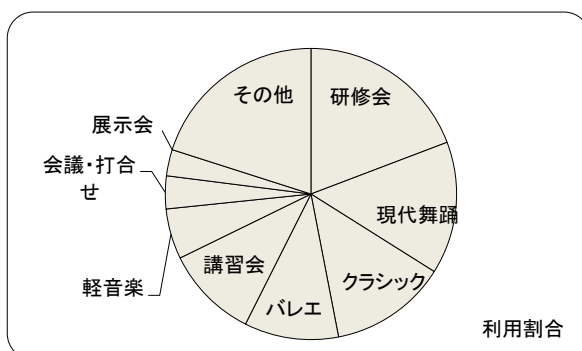 その他
研修会
展示会
会議・打合
せ
現代舞踊
軽音楽
講習会
クラシック
バレエ
利用割合